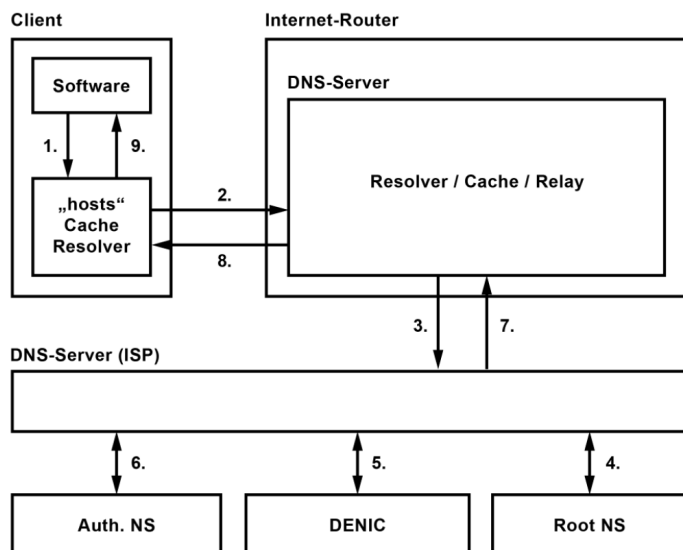 Client
Internet-Router
DNS-Server
Software
1.
9.
„hosts“
Cache
Resolver
2.
8.
Resolver / Cache / Relay
3.
7.
DNS-Server (ISP)
6.
5.
4.
Auth. NS
DENIC
Root NS